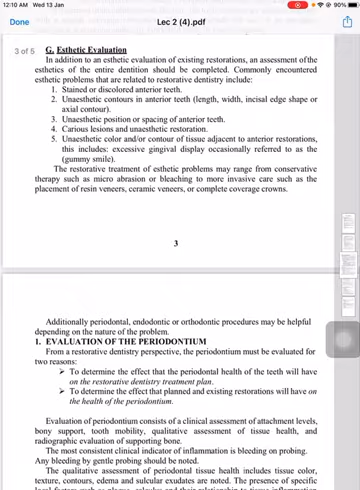 12:10 AM Wed 13 Jan
90%
Done
Lec 2 (4).pdf
3 of 5
G. Esthetic Evaluation
In addition to an esthetic evaluation of existing restorations, an assessment of the
esthetics of the entire dentition should be completed. Commonly encountered
esthetic problems that are related to restorative dentistry include:
1. Stained or discolored anterior teeth.
2. Unaesthetic contours in anterior teeth (length, width, incisal edge shape or
axial contour).
3. Unaesthetic position or spacing of anterior teeth.
4. Carious lesions and unaesthetic restoration.
5. Unaesthetic color and/or contour of tissue adjacent to anterior restorations,
this includes: excessive gingival display occasionally referred to as the
(gummy smile).
The restorative treatment of esthetic problems may range from conservative
therapy such as micro abrasion or bleaching to more invasive care such as the
placement of resin veneers, ceramic veneers, or complete coverage crowns.
3
Additionally periodontal, endodontic or orthodontic procedures may be helpful
depending on the nature of the problem.
1. EVALUATION OF THE PERIODONTIUM
From a restorative dentistry perspective, the periodontium must be evaluated for
two reasons:
➢ To determine the effect that the periodontal health of the teeth will have
on the restorative dentistry treatment plan.
➢ To determine the effect that planned and existing restorations will have on
the health of the periodontium.
Evaluation of periodontium consists of a clinical assessment of attachment levels,
bony support, tooth mobility, qualitative assessment of tissue health, and
radiographic evaluation of supporting bone.
The most consistent clinical indicator of inflammation is bleeding on probing.
Any bleeding by gentle probing should be noted.
The qualitative assessment of periodontal tissue health includes tissue color,
texture, contours, edema and sulcular exudates are noted. The presence of specific